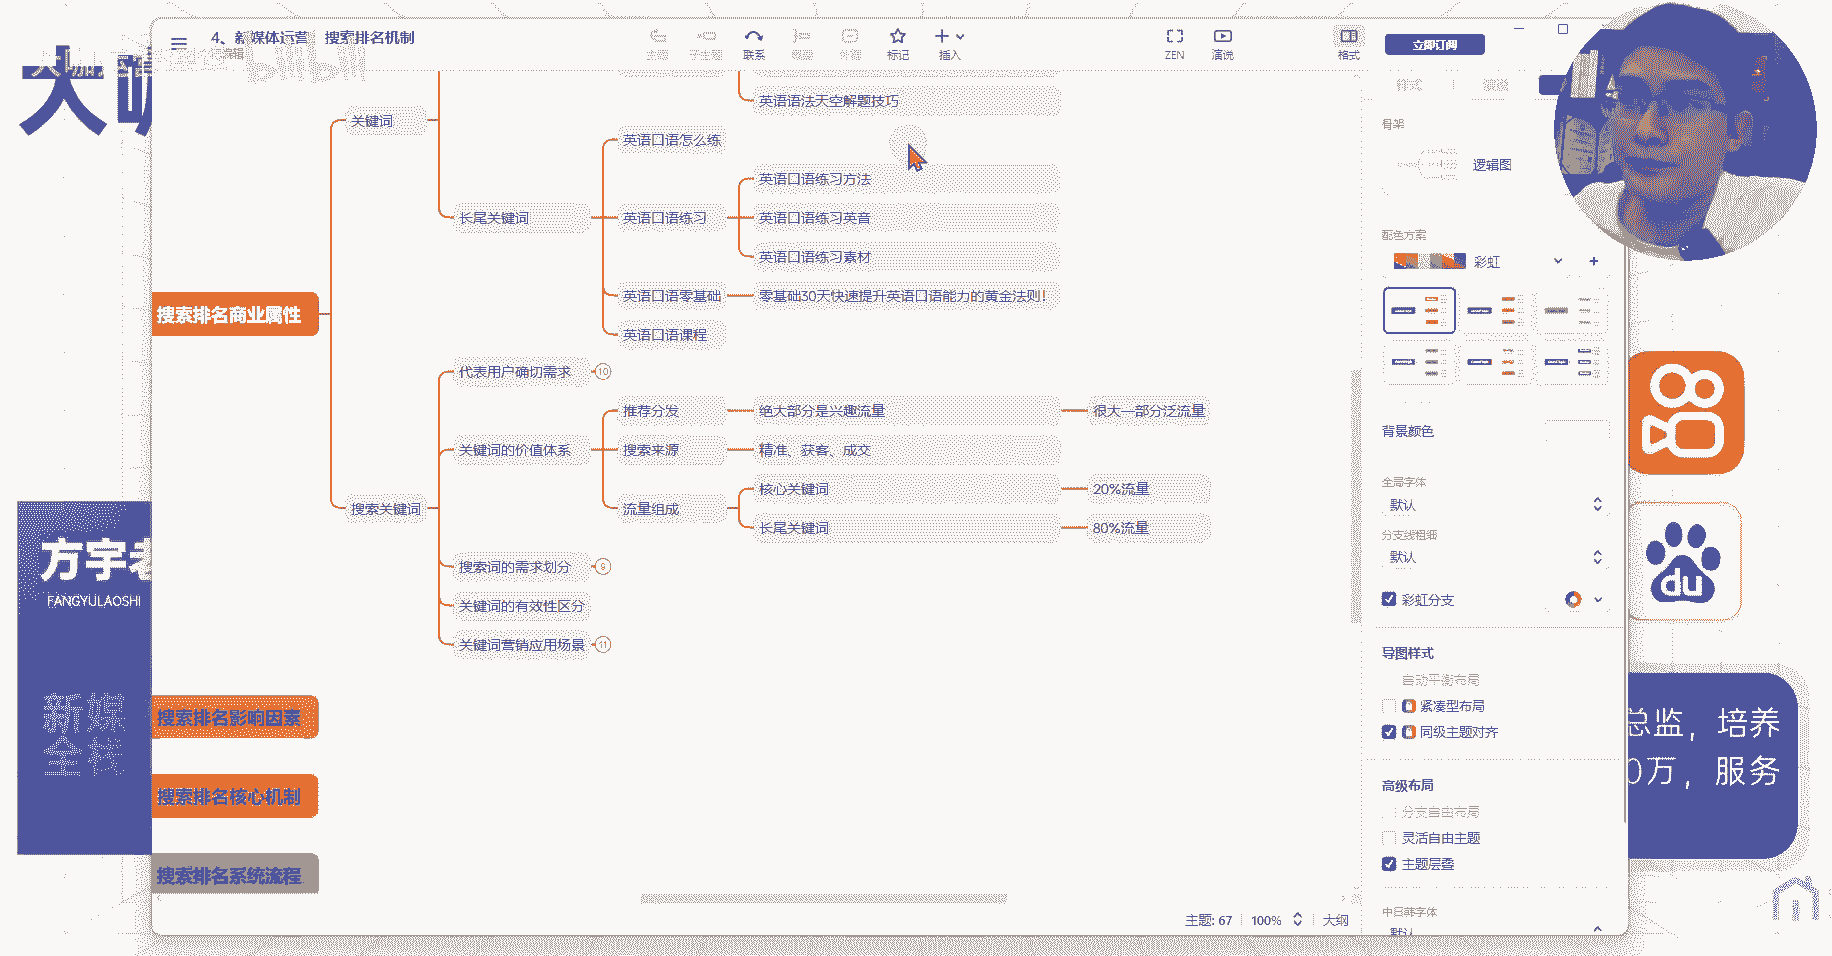 4、新媒体运营 搜索排名机制
已编辑
bilibili
主题
子主题
联系
概要
外框
标记
插入
ZEN
演说
格式
立即订阅
大咖
方宇老
FANGYULAOSHI
新媒
全栈
搜索排名商业属性
搜索排名影响因素
搜索排名核心机制
搜索排名系统流程
关键词
长尾关键词
英语语法天空解题技巧
英语口语怎么练
英语口语练习
英语口语练习方法
英语口语练习英音
英语口语练习素材
英语口语零基础
零基础30天快速提升英语口语能力的黄金法则!
英语口语课程
搜索关键词
代表用户确切需求 10
关键词的价值体系
推荐分发
绝大部分是兴趣流量
很大一部分泛流量
搜索来源
精准、获客、成交
流量组成
核心关键词
20%流量
长尾关键词
80%流量
搜索词的需求划分 9
关键词的有效性区分
关键词营销应用场景 11
主题: 67
100%
大纲
样式
骨架
逻辑图
配色方案
彩虹
背景颜色
全局字体
默认
分支线粗细
默认
彩虹分支
导图样式
自动平衡布局
紧凑型布局
同级主题对齐
高级布局
分支自由布局
灵活自由主题
主题层叠
中日韩字体
默认
du
总监，培养
0万，服务